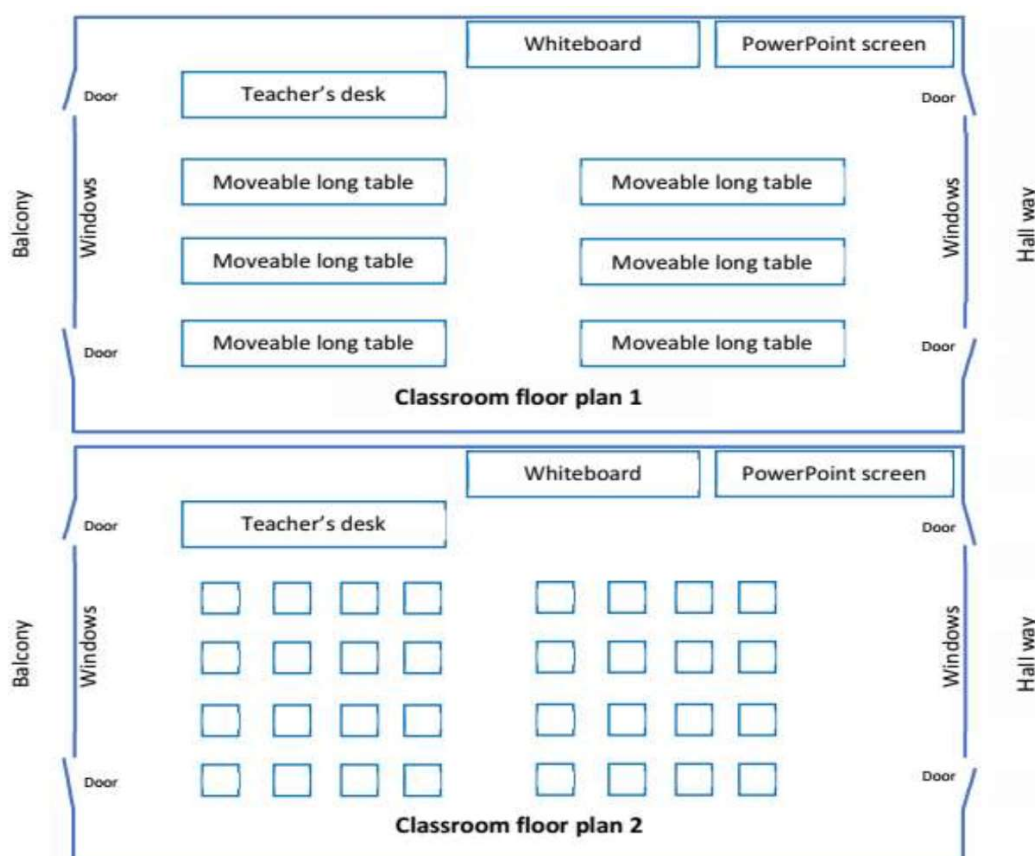 Whiteboard
PowerPoint screen
Door
Teacher's desk
Door
Balcony
Windows
Moveable long table
Moveable long table
Windows
Hall way
Moveable long table
Moveable long table
Door
Moveable long table
Moveable long table
Door
Classroom floor plan 1
Whiteboard
PowerPoint screen
Door
Teacher's desk
Door
Balcony
Windows
Windows
Hall way
Door
Door
Classroom floor plan 2